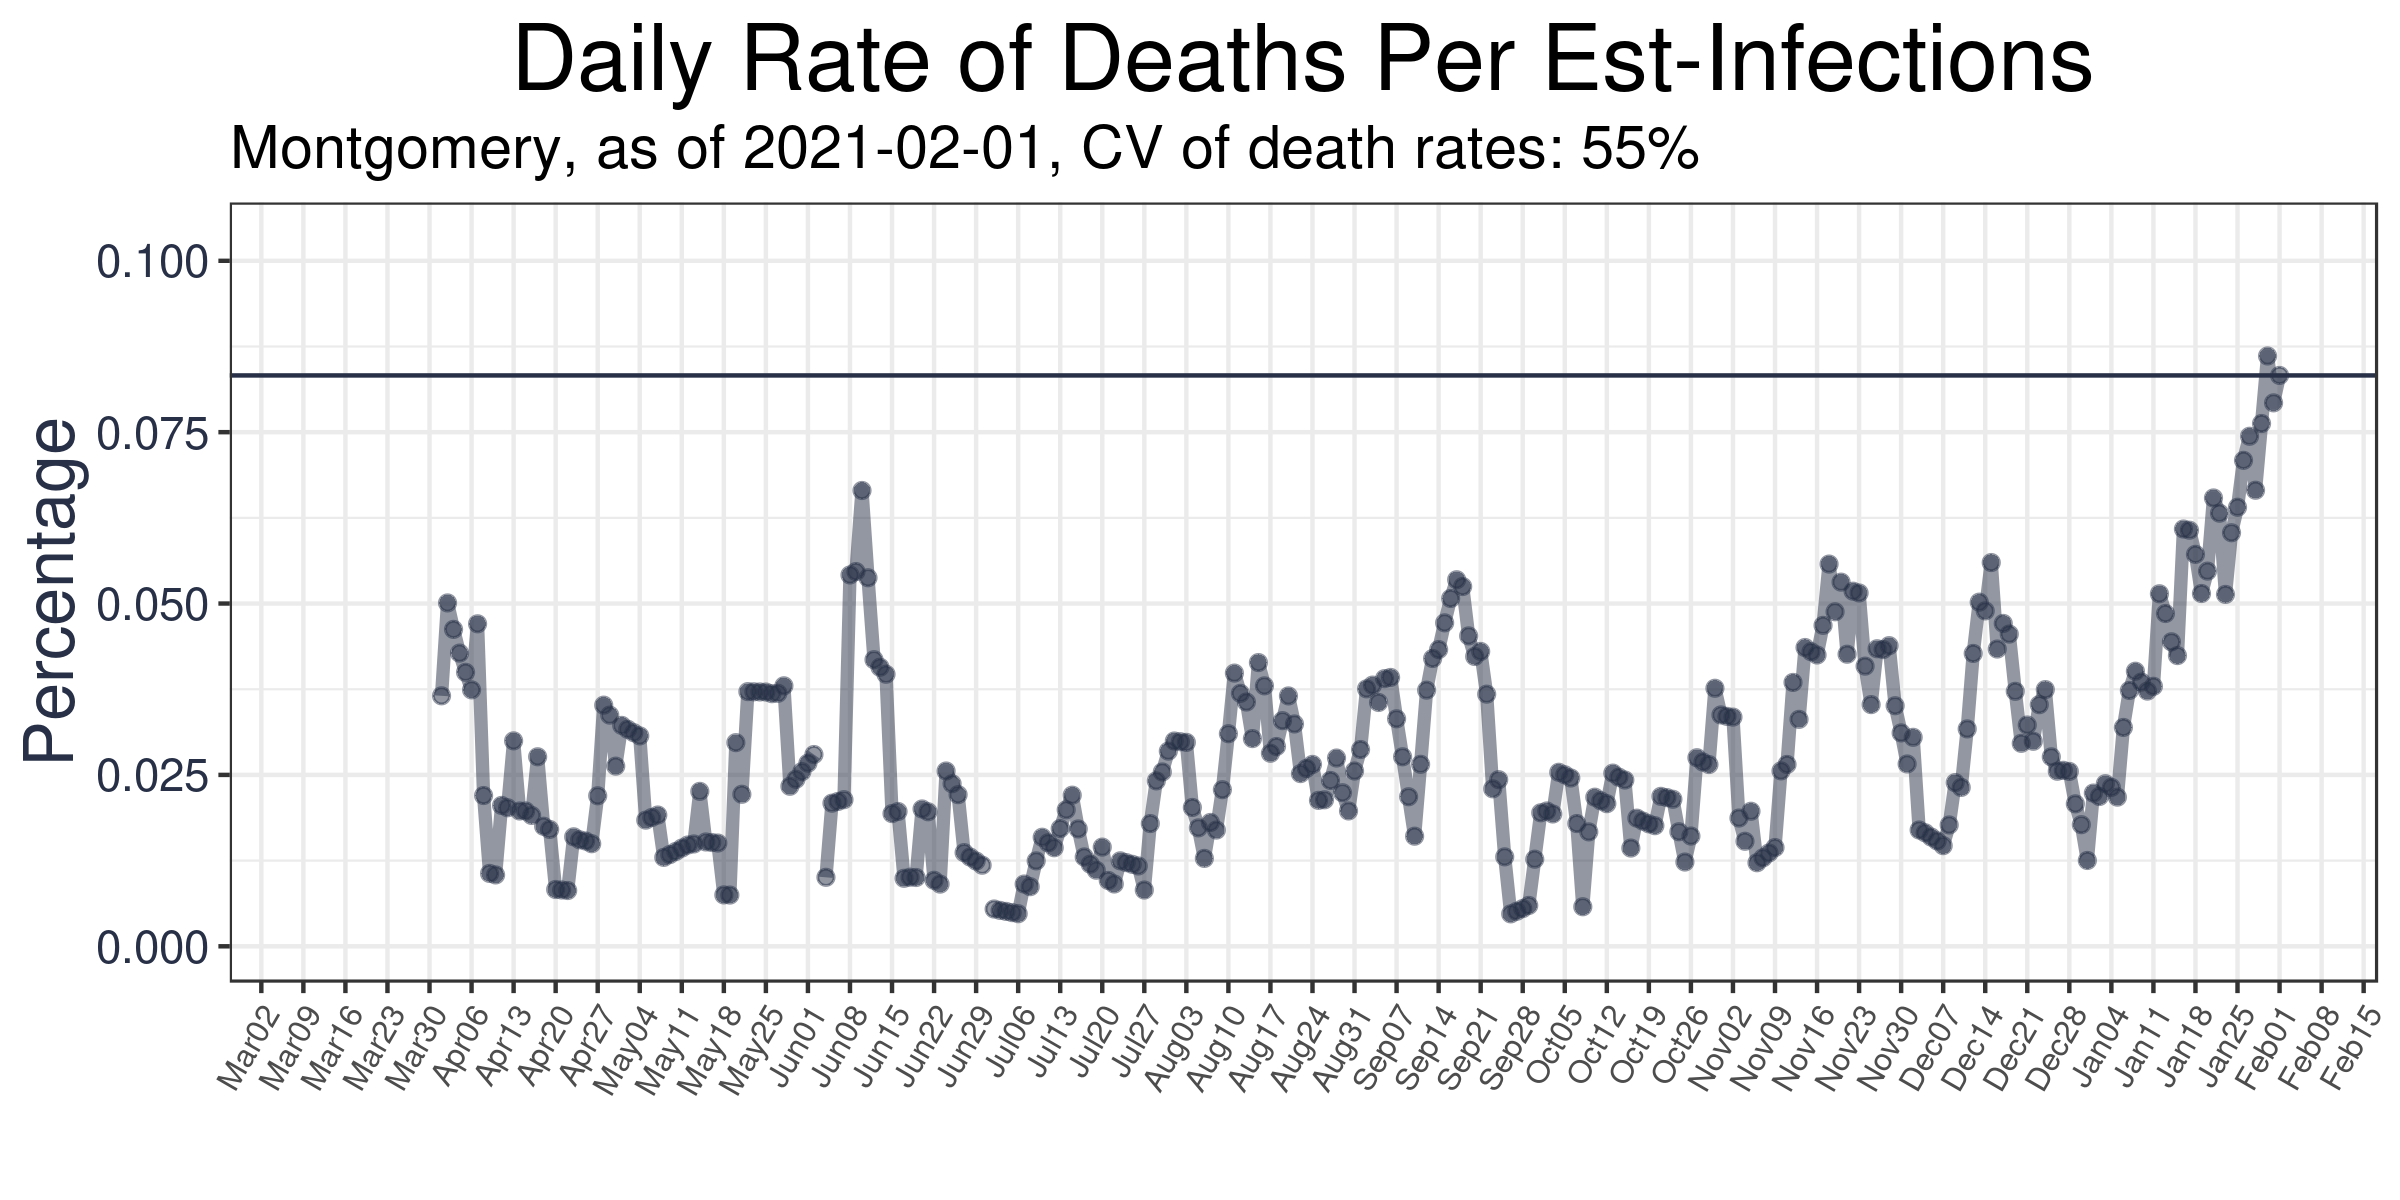 Daily Rate of Deaths Per Est-Infections
Montgomery, as of 2021-02-01, CV of death rates: 55%
Percentage
0.100
0.075
0.050
0.025
0.000
Mar02
Mar09
Mar16
Mar23
Mar30
Apr06
Apr13
Apr20
Apr27
May04
May11
May18
May25
Jun01
Jun08
Jun15
Jun22
Jun29
Jul06
Jul13
Jul20
Jul27
Aug03
Aug10
Aug17
Aug24
Aug31
Sep07
Sep14
Sep21
Sep28
Oct05
Oct12
Oct19
Oct26
Nov02
Nov09
Nov16
Nov23
Nov30
Dec07
Dec14
Dec21
Dec28
Jan04
Jan11
Jan18
Jan25
Feb01
Feb08
Feb15